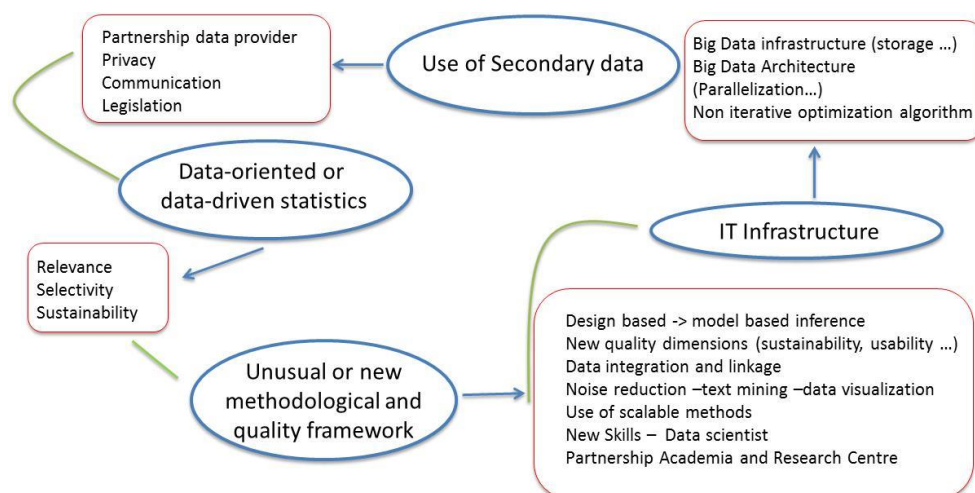 Partnership data provider
Privacy
Communication
Legislation
Use of Secondary data
Big Data infrastructure (storage ...)
Big Data Architecture
(Parallelization...)
Non iterative optimization algorithm
Data-oriented or
data-driven statistics
IT Infrastructure
Relevance
Selectivity
Sustainability
Unusual or new
methodological and
quality framework
Design based -> model based inference
New quality dimensions (sustainability, usability ...)
Data integration and linkage
Noise reduction –text mining –data visualization
Use of scalable methods
New Skills – Data scientist
Partnership Academia and Research Centre